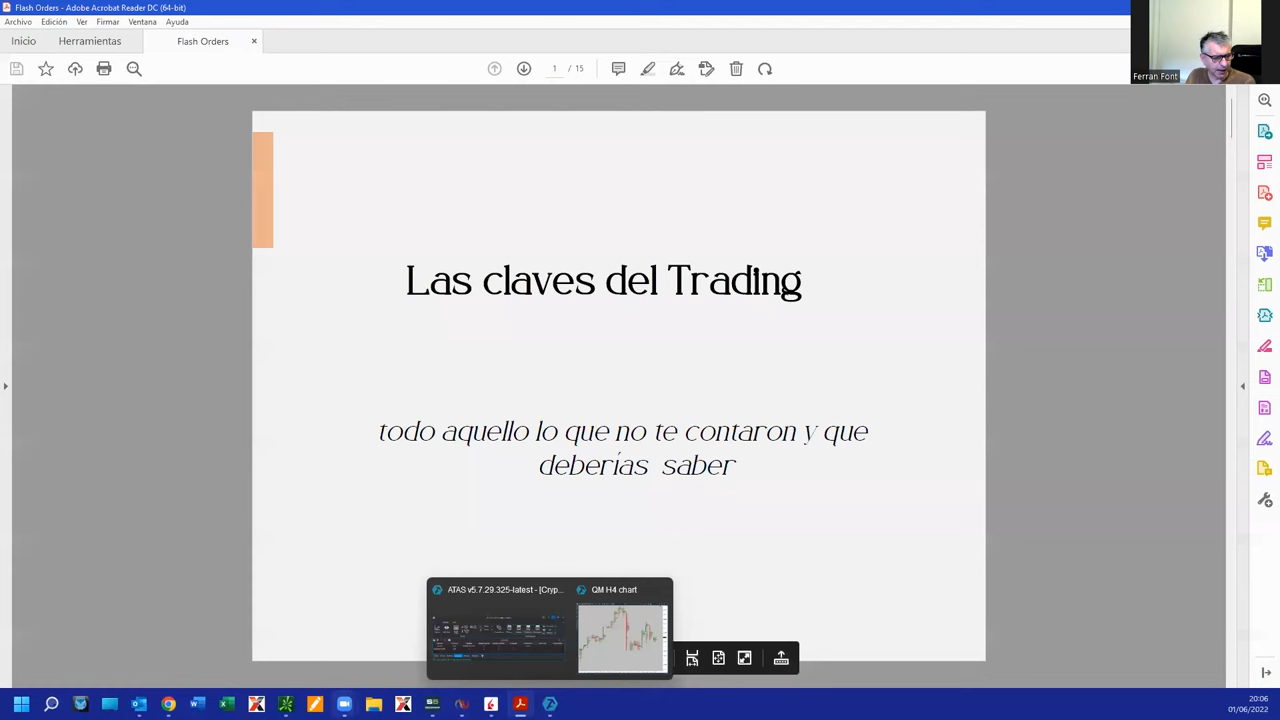 Flash Orders - Adobe Acrobat Reader DC (64-bit)
Archivo Edición Ver Firmar Ventana Ayuda
Inicio Herramientas Flash Orders ×
1 / 15
Ferran Font
Las claves del Trading
todo aquello lo que no te contaron y que
deberías saber
ATAS v5.7.29.325-latest - [Cryp... QM H4 chart
20:06
01/06/2022